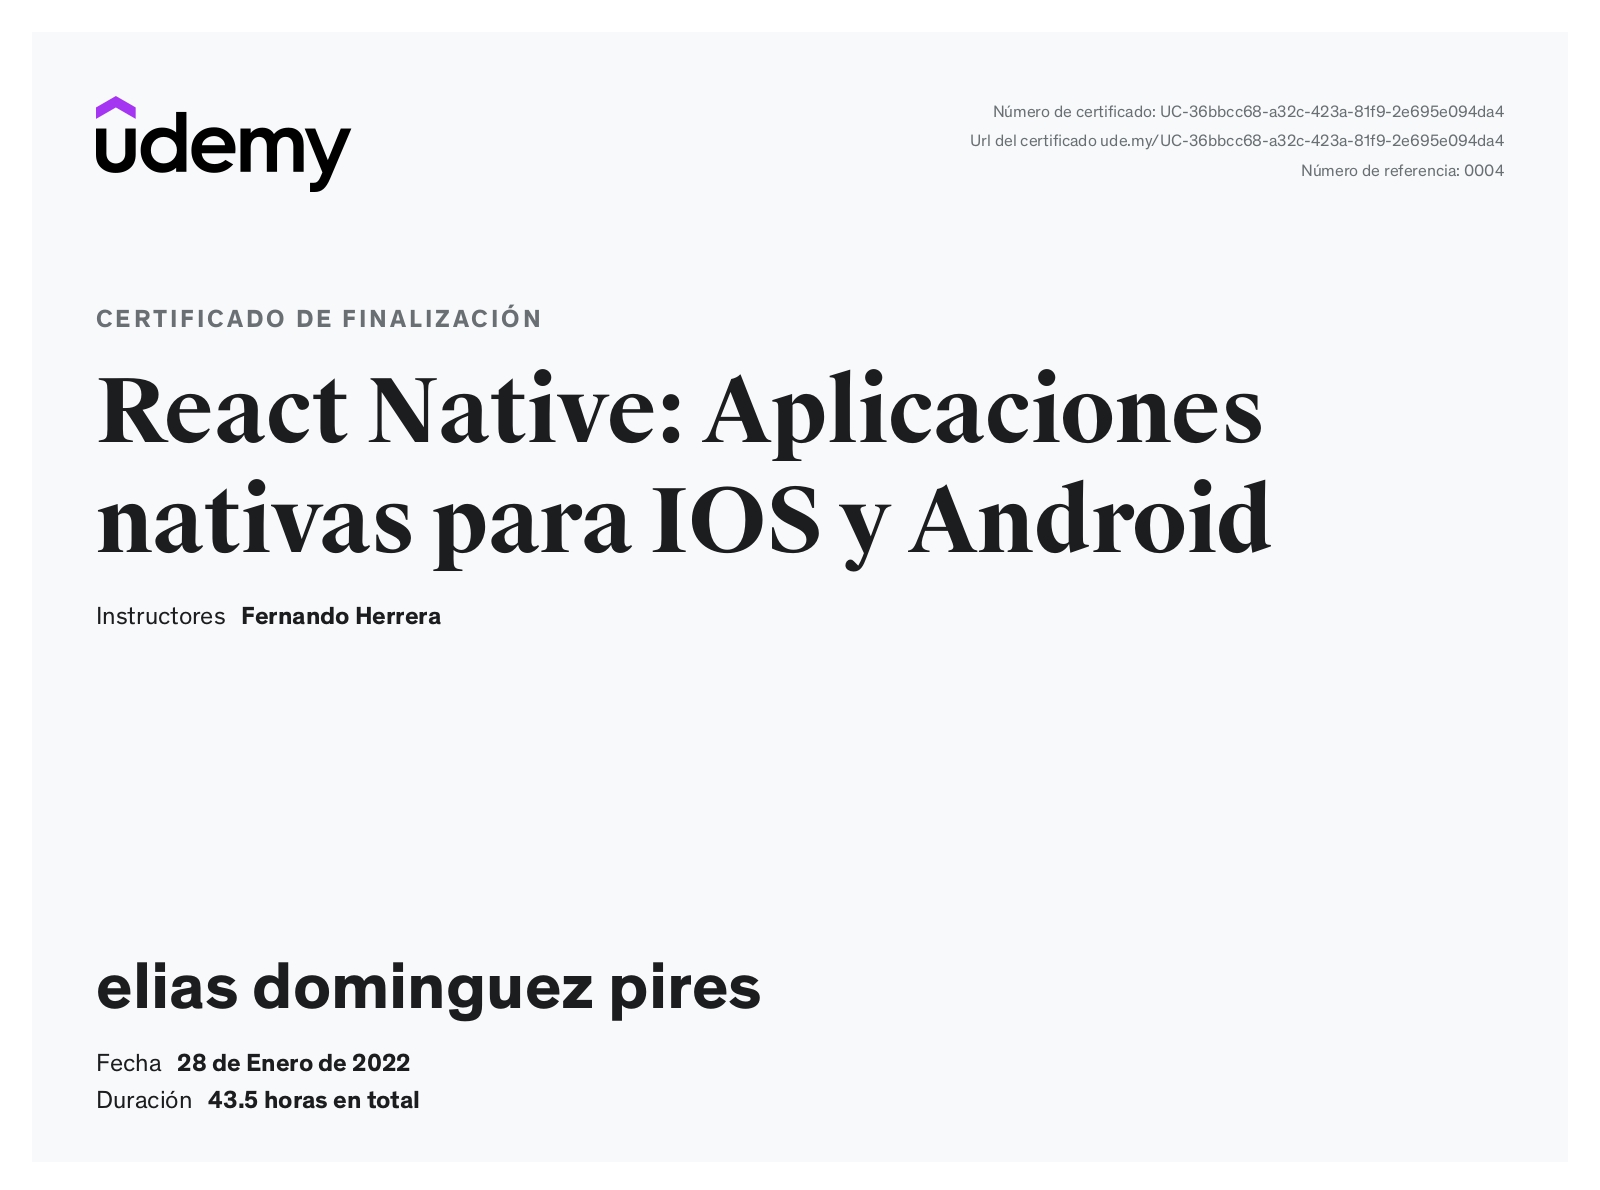 udemy
Número de certificado: UC-36bbcc68-a32c-423a-81f9-2e695e094da4
Url del certificado ude.my/UC-36bbcc68-a32c-423a-81f9-2e695e094da4
Número de referencia: 0004
CERTIFICADO DE FINALIZACIÓN
React Native: Aplicaciones
nativas para IOS y Android
Instructores Fernando Herrera
elias dominguez pires
Fecha 28 de Enero de 2022
Duración 43.5 horas en total